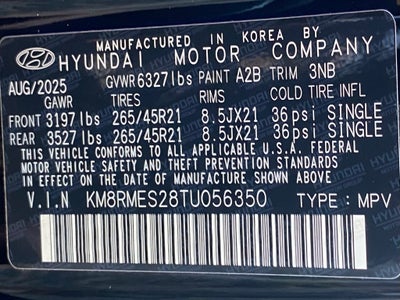 MANUFACTURED IN KOREA BY
HYUNDAI MOTOR COMPANY
AUG/2025 GVWR 6327lbs PAINT A2B TRIM 3NB
GAWR TIRES RIMS COLD TIRE INFL
FRONT 3197 lbs 265/45R21 8.5JX21 36psi SINGLE
REAR 3527lbs 265/45R21 8.5JX21 36psi SINGLE
THIS VEHICLE CONFORMS TO ALL APPLICABLE U.S.A FEDERAL
MOTOR VEHICLE SAFETY AND THEFT PREVENTION STANDARDS
IN EFFECT ON THE DATE OF MANUFACTURE SHOWN ABOVE.
V.I.N KM8RMES28TU056350 TYPE : MPV